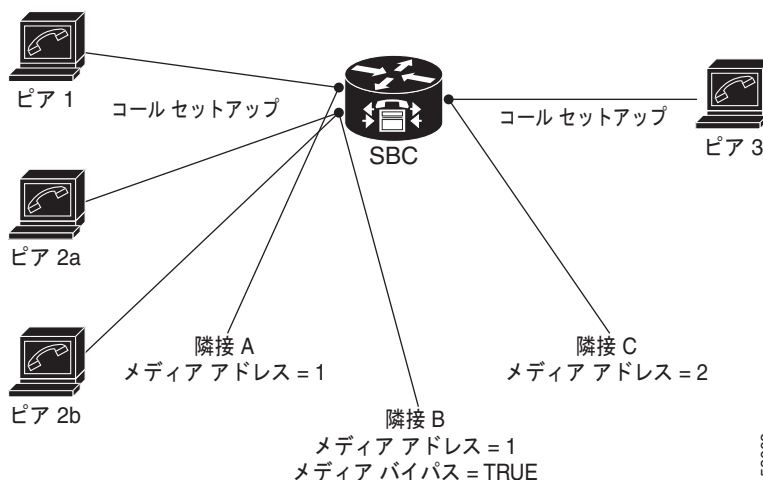 ピア 1
コール セットアップ
SBC
コール セットアップ
ピア 3
ピア 2a
ピア 2b
隣接 A
メディア アドレス = 1
隣接 C
メディア アドレス = 2
隣接 B
メディア アドレス = 1
メディア バイパス = TRUE